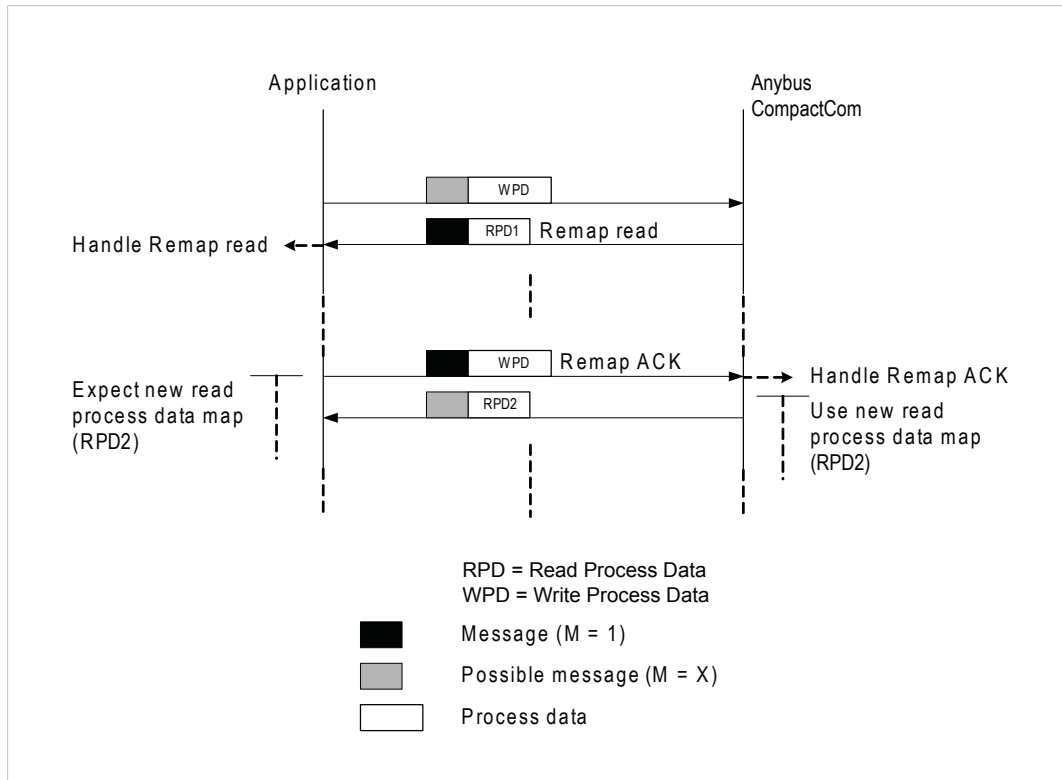 Application
Anybus
CompactCom
WPD
RPD1
Remap read
Handle Remap read
WPD
Remap ACK
Handle Remap ACK
Expect new read
process data map
(RPD2)
RPD2
Use new read
process data map
(RPD2)
RPD = Read Process Data
WPD = Write Process Data
Message (M = 1)
Possible message (M = X)
Process data